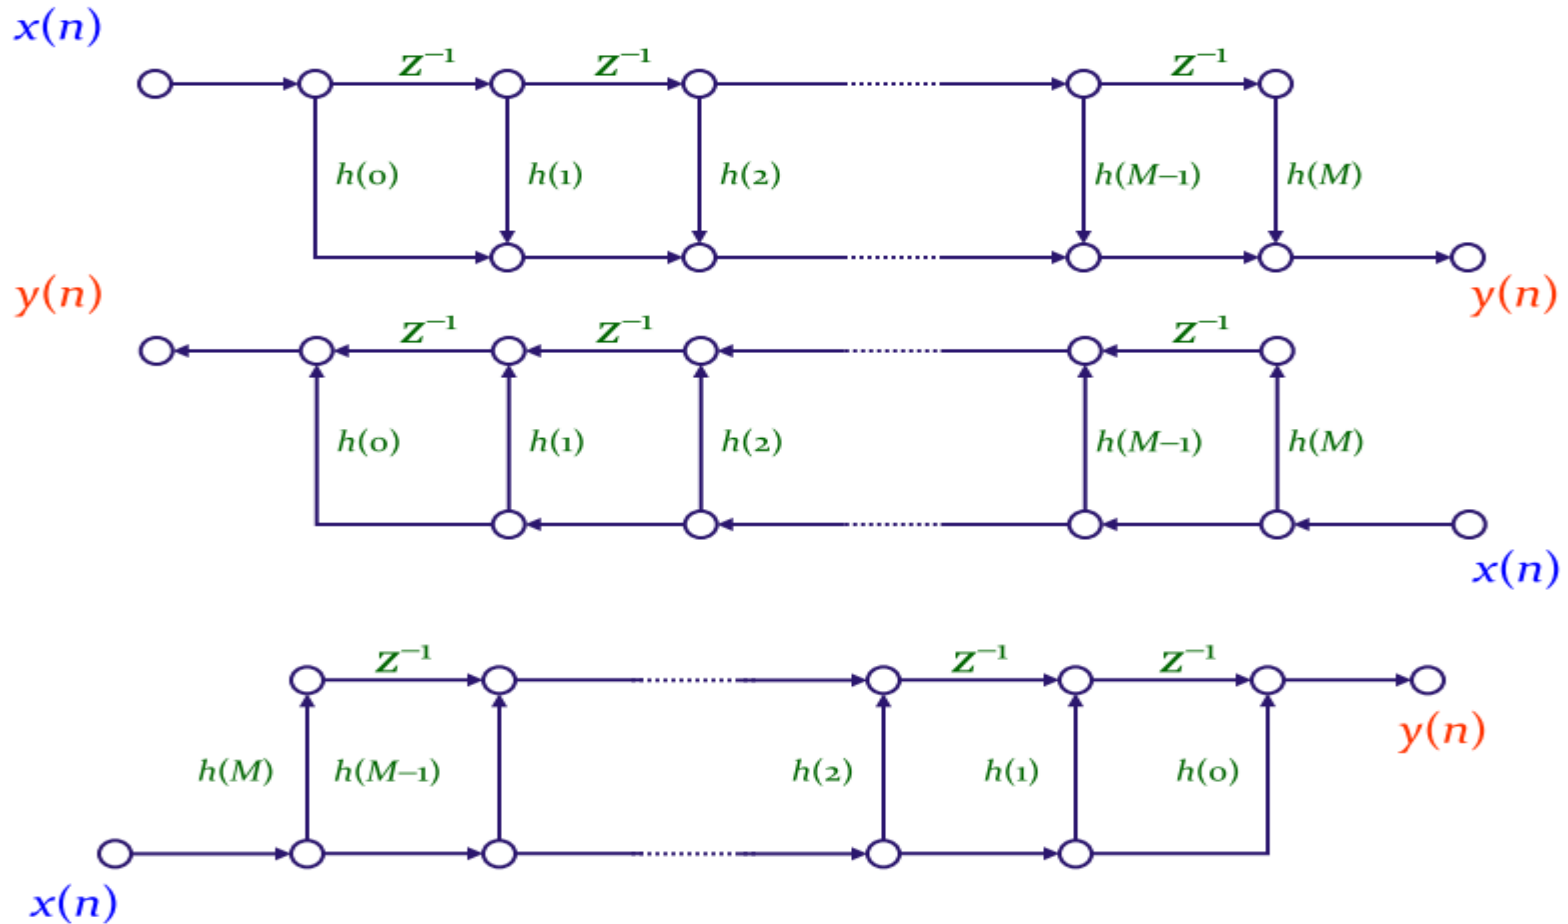 x(n)
z⁻¹ z⁻¹ z⁻¹
h(0) h(1) h(2) h(M–1) h(M)
y(n) y(n)
z⁻¹ z⁻¹ z⁻¹
h(0) h(1) h(2) h(M–1) h(M)
x(n)
z⁻¹ z⁻¹ z⁻¹
y(n)
h(M) h(M–1) h(2) h(1) h(0)
x(n)